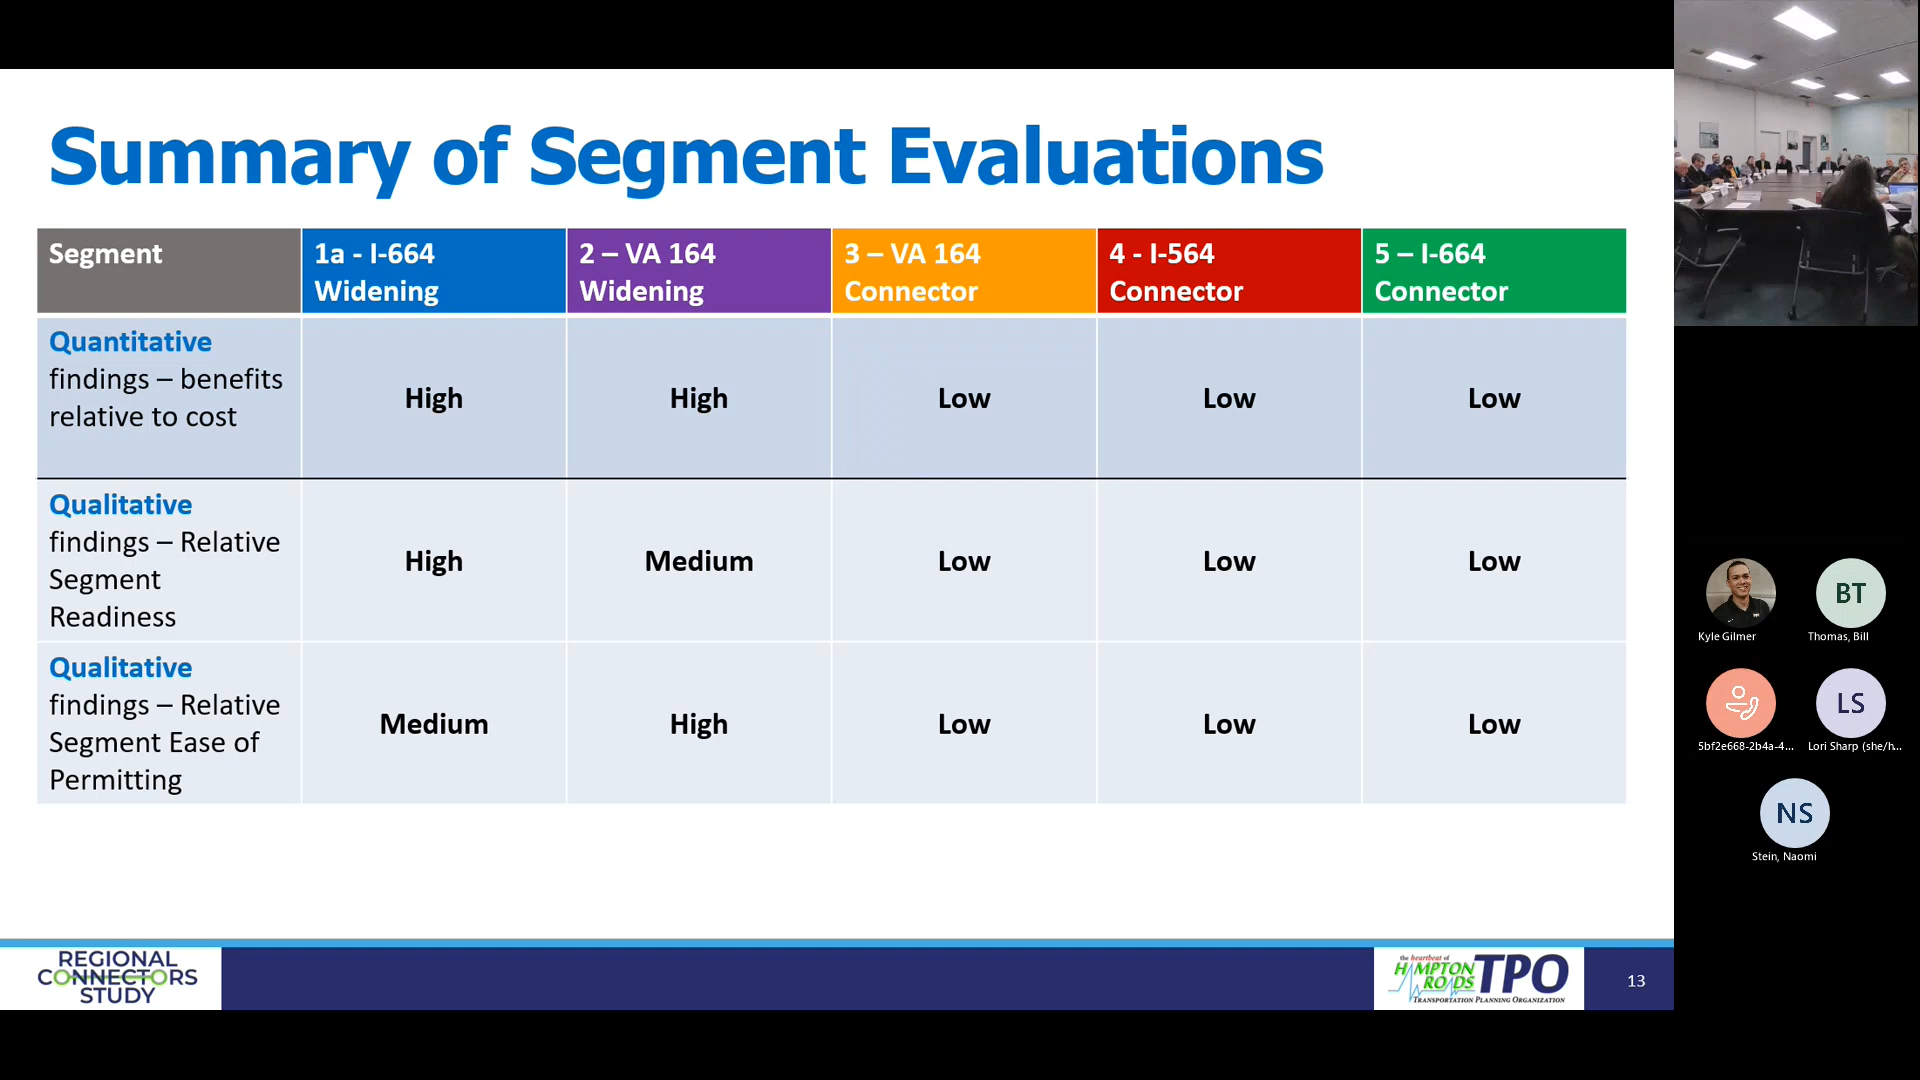 Summary of Segment Evaluations
Segment
1a - I-664
Widening
2 – VA 164
Widening
3 – VA 164
Connector
4 - I-564
Connector
5 – I-664
Connector
Quantitative
findings – benefits
relative to cost
High
High
Low
Low
Low
Qualitative
findings – Relative
Segment
Readiness
High
Medium
Low
Low
Low
Qualitative
findings – Relative
Segment Ease of
Permitting
Medium
High
Low
Low
Low
REGIONAL
CONNECTORS
STUDY
the heartbeat of
HAMPTON
ROADS
TPO
TRANSPORTATION PLANNING ORGANIZATION
13
Kyle Gilmer
BT
Thomas, Bill
5bf2e668-2b4a-4...
LS
Lori Sharp (she/h...
NS
Stein, Naomi